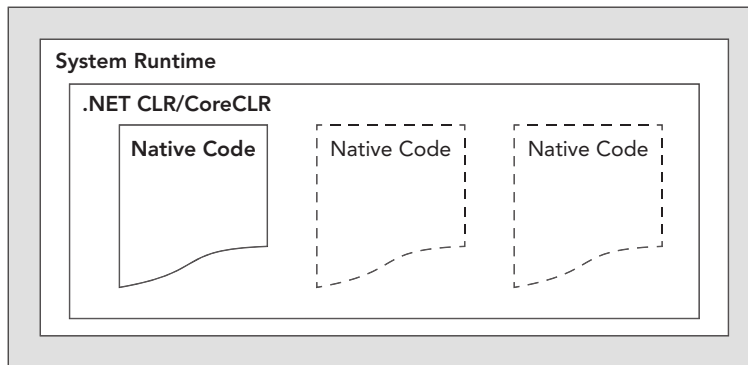 System Runtime
.NET CLR/CoreCLR
Native Code
Native Code
Native Code